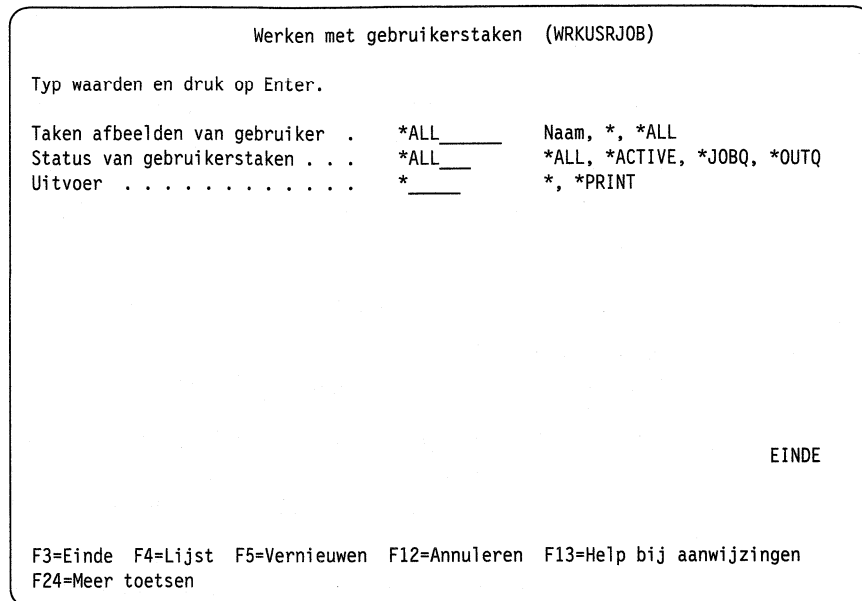 Werken met gebruikerstaken (WRKUSRJOB)
Typ waarden en druk op Enter.
Taken afbeelden van gebruiker . *ALL______ Naam, *, *ALL
Status van gebruikerstaken . . . *ALL___ *ALL, *ACTIVE, *JOBQ, *OUTQ
Uitvoer . . . . . . . . . . . . *_____ *, *PRINT
EINDE
F3=Einde F4=Lijst F5=Vernieuwen F12=Annuleren F13=Help bij aanwijzingen
F24=Meer toetsen